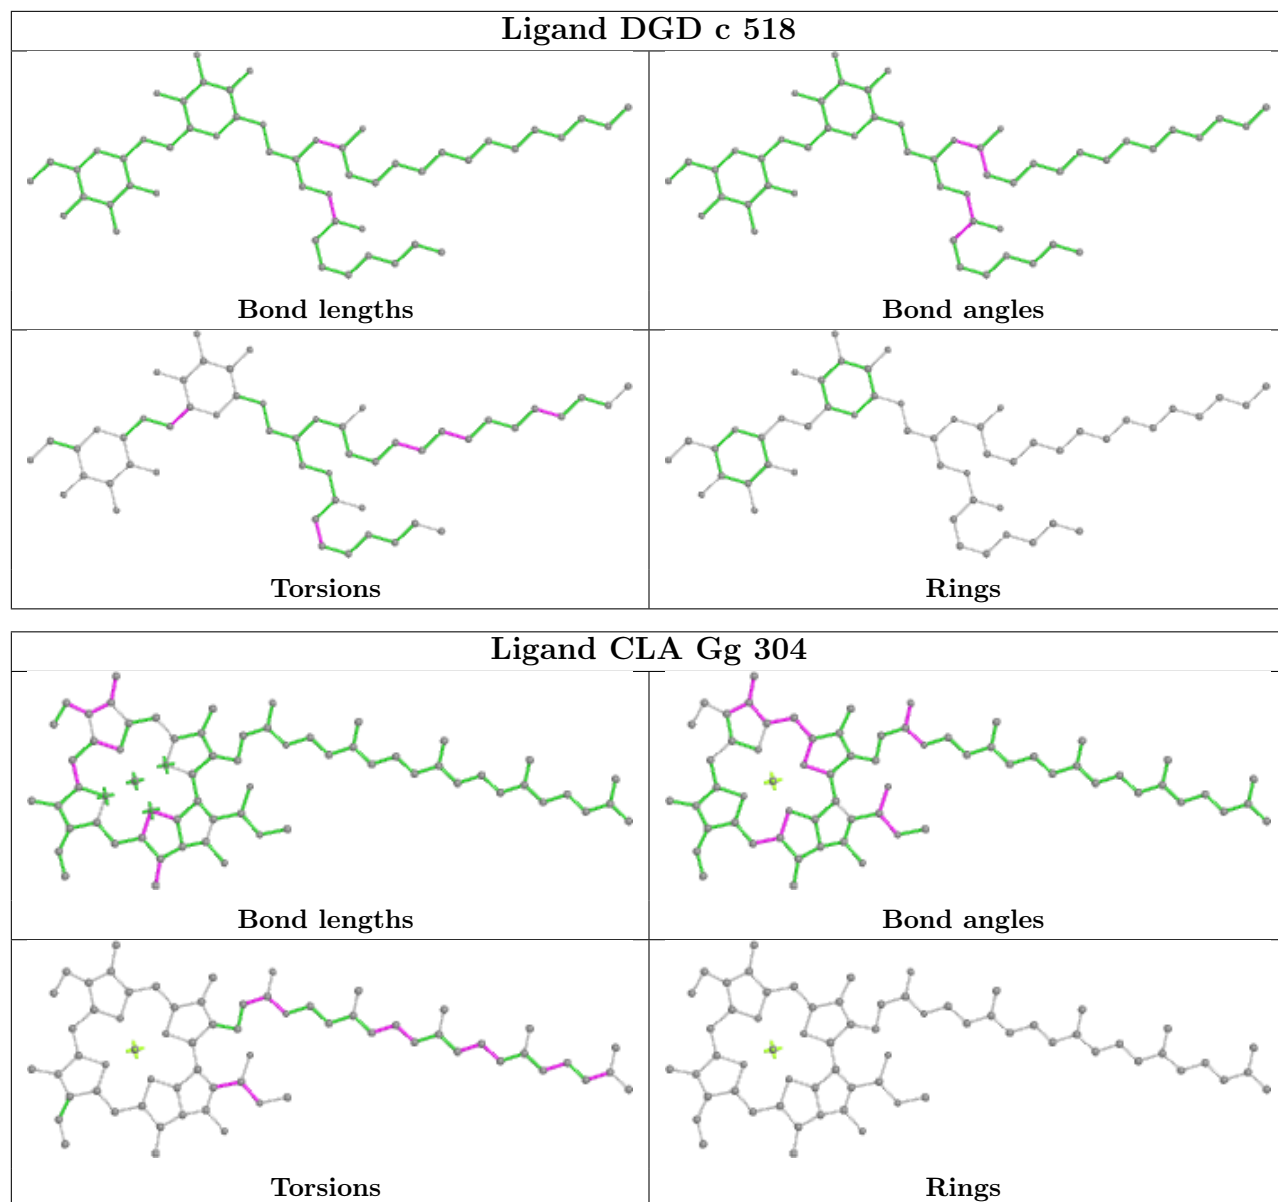 Ligand DGD c 518
Bond lengths
Bond angles
Torsions
Rings
Ligand CLA Gg 304
Bond lengths
Bond angles
Torsions
Rings